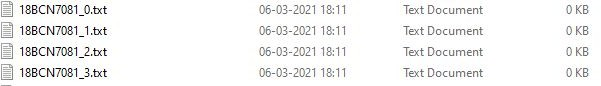 18BCN7081_0.txt 06-03-2021 18:11 Text Document 0 KB
18BCN7081_1.txt 06-03-2021 18:11 Text Document 0 KB
18BCN7081_2.txt 06-03-2021 18:11 Text Document 0 KB
18BCN7081_3.txt 06-03-2021 18:11 Text Document 0 KB